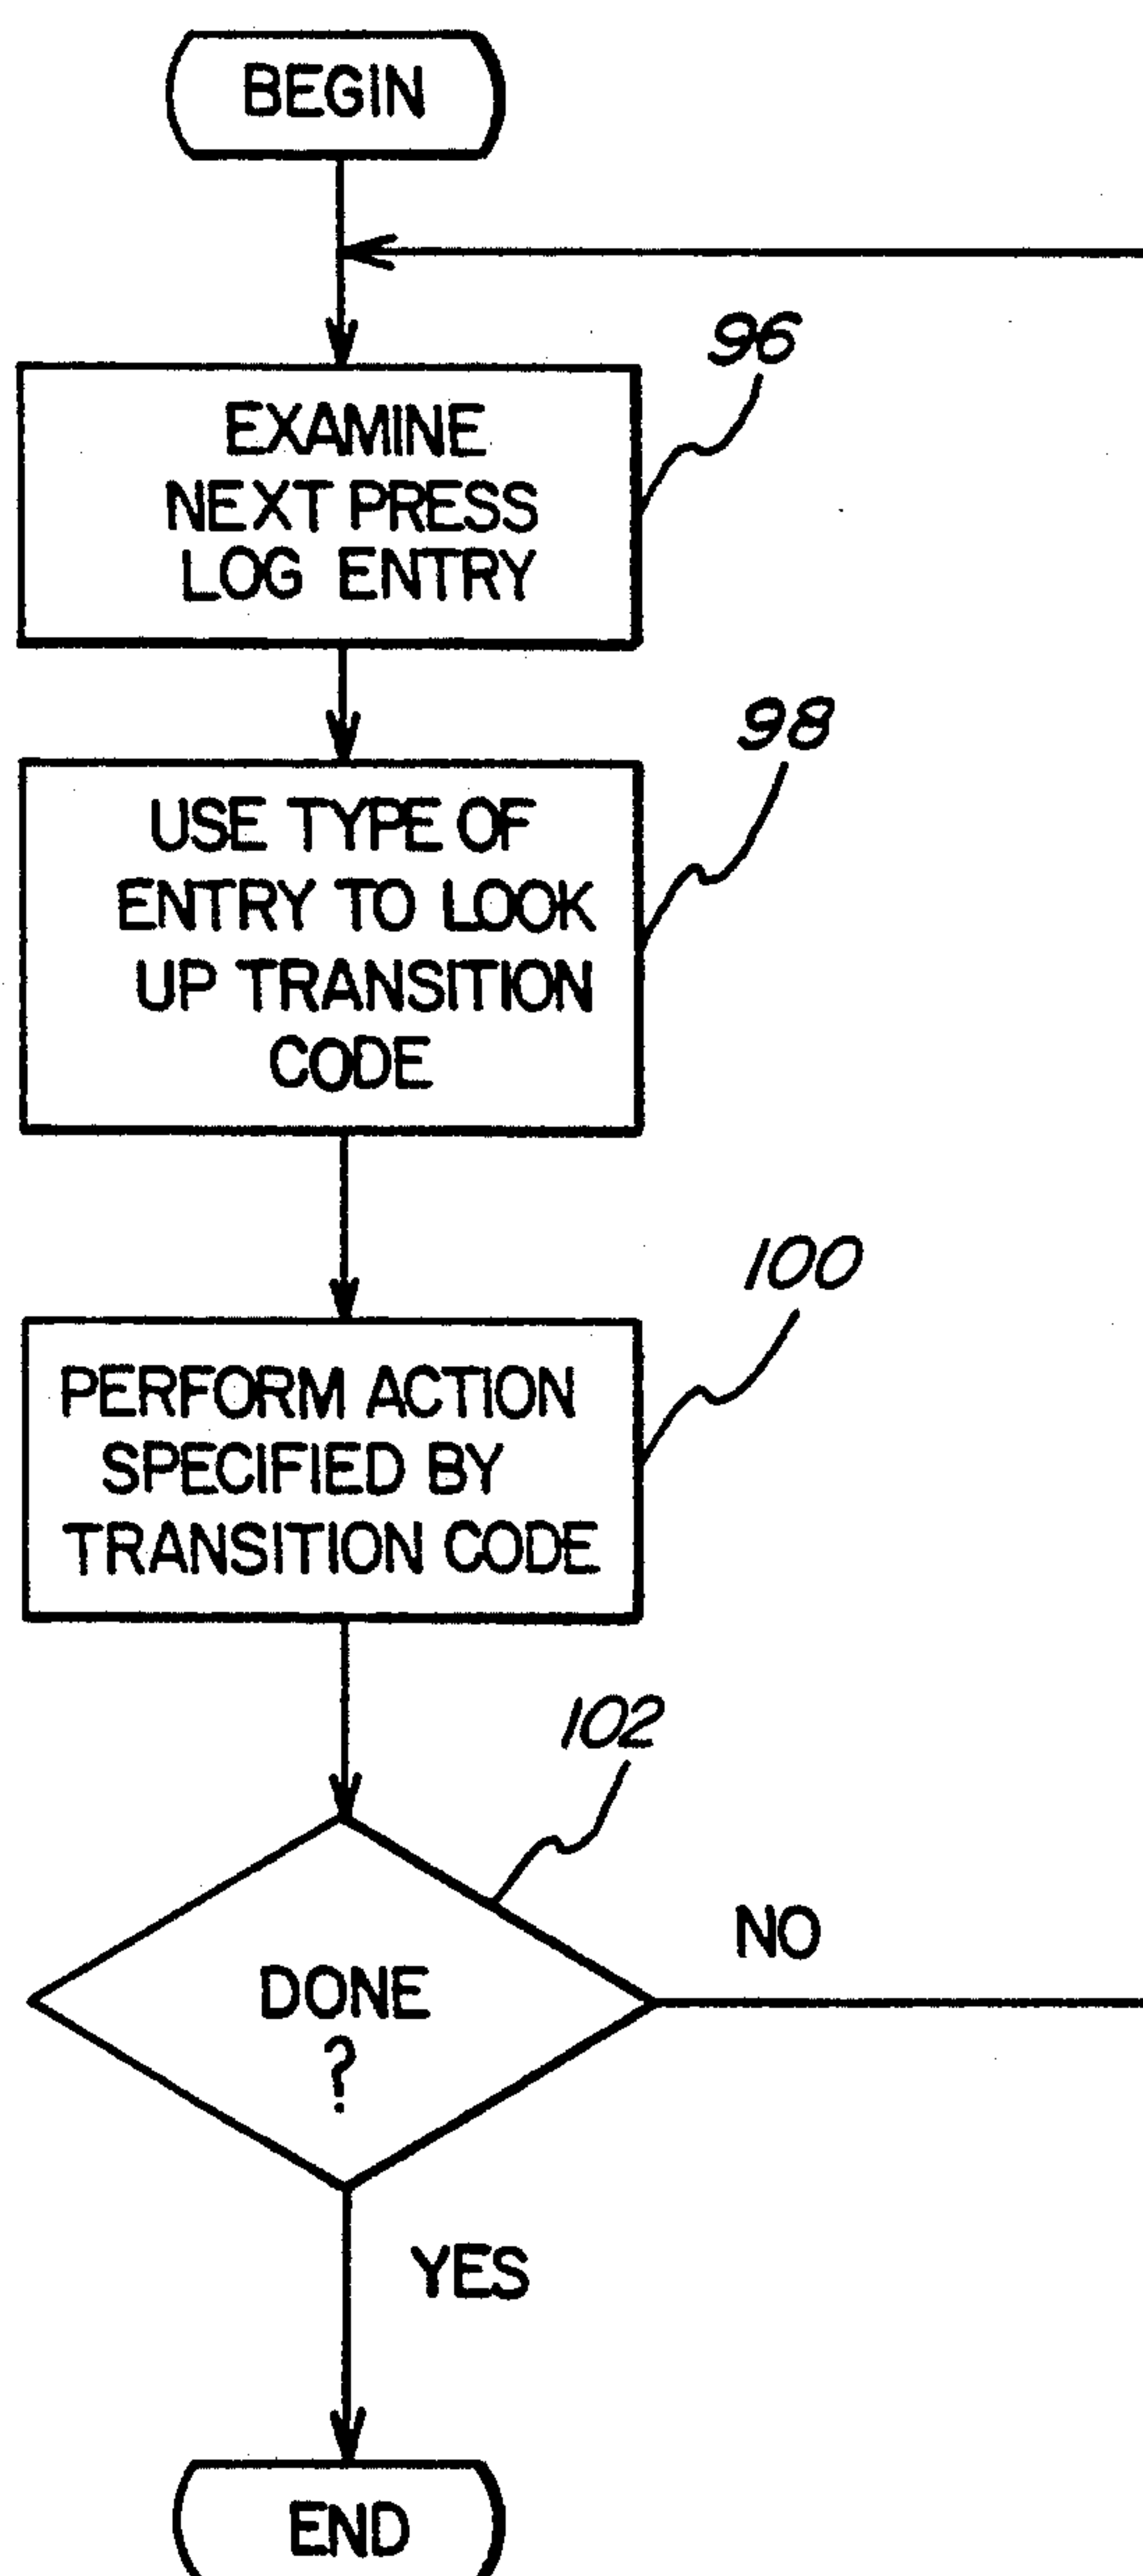 BEGIN
96
EXAMINE
NEXT PRESS
LOG ENTRY
98
USE TYPE OF
ENTRY TO LOOK
UP TRANSITION
CODE
100
PERFORM ACTION
SPECIFIED BY
TRANSITION CODE
102
DONE
?
NO
YES
END